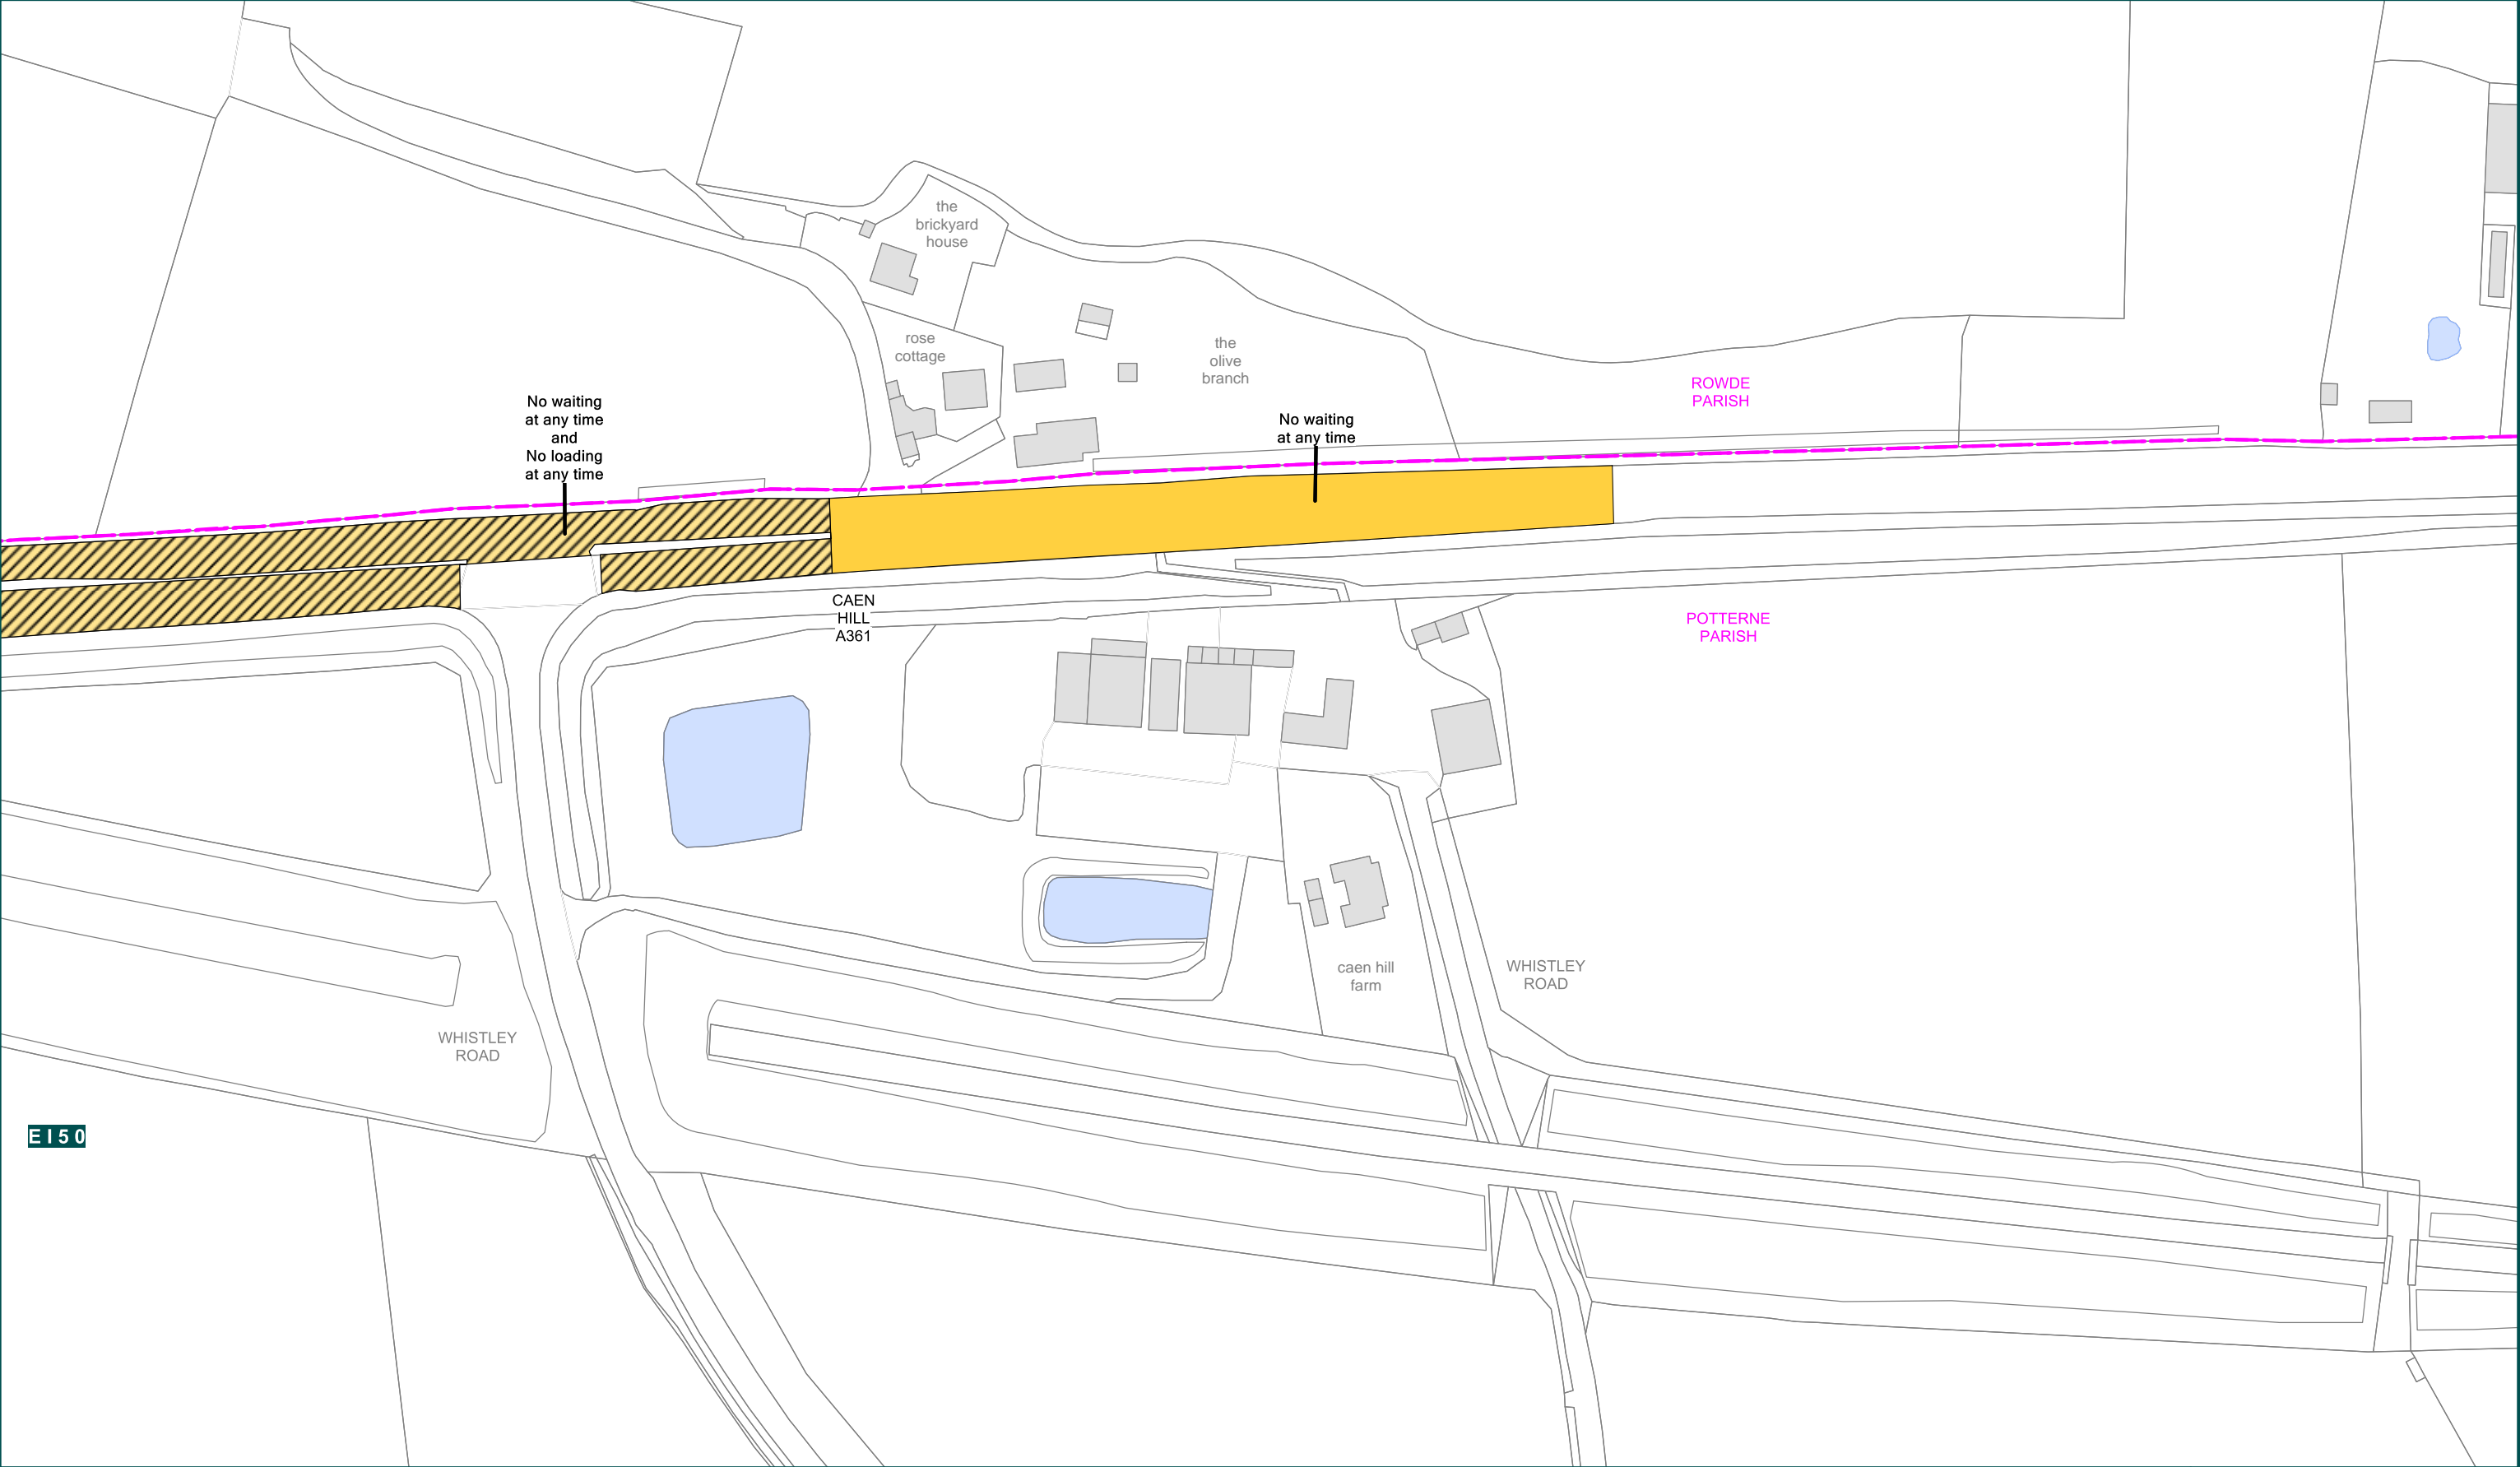 the
brickyard
house
rose
cottage
the
olive
branch
ROWDE
PARISH
No waiting
at any time
and
No loading
at any time
No waiting
at any time
CAEN
HILL
A361
POTTERNE
PARISH
caen hill
farm
WHISTLEY
ROAD
WHISTLEY
ROAD
EI50